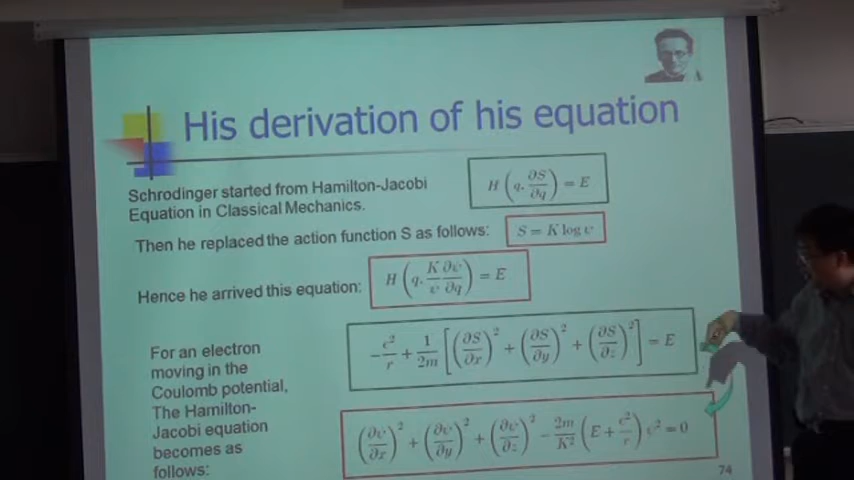 His derivation of his equation
Schrodinger started from Hamilton-Jacobi
Equation in Classical Mechanics.
H(q, ∂S/∂q) = E
Then he replaced the action function S as follows:
S = K log ψ
Hence he arrived this equation:
H(q, K/ψ ∂ψ/∂q) = E
For an electron
moving in the
Coulomb potential,
The Hamilton-
Jacobi equation
becomes as
follows:
-e²/r + 1/2m [(∂S/∂x)² + (∂S/∂y)² + (∂S/∂z)²] = E
(∂ψ/∂x)² + (∂ψ/∂y)² + (∂ψ/∂z)² - 2m/K² (E + e²/r) ψ² = 0
74